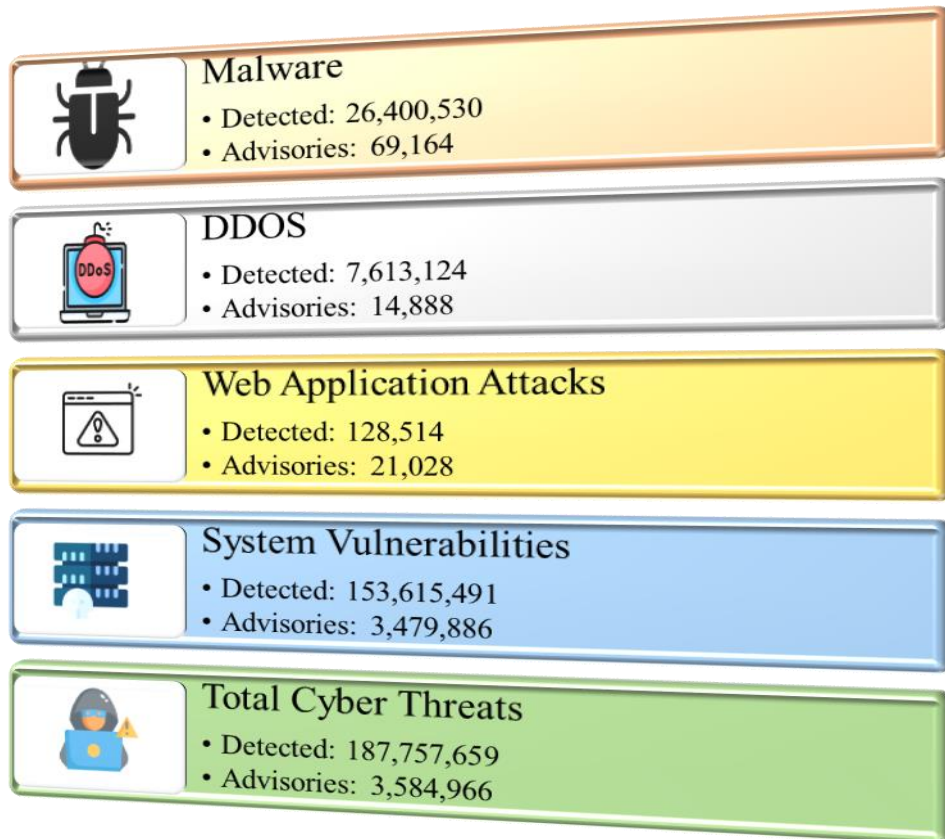 Malware
• Detected: 26,400,530
• Advisories: 69,164
DDoS
DDOS
• Detected: 7,613,124
• Advisories: 14,888
Web Application Attacks
• Detected: 128,514
• Advisories: 21,028
System Vulnerabilities
• Detected: 153,615,491
• Advisories: 3,479,886
Total Cyber Threats
• Detected: 187,757,659
• Advisories: 3,584,966